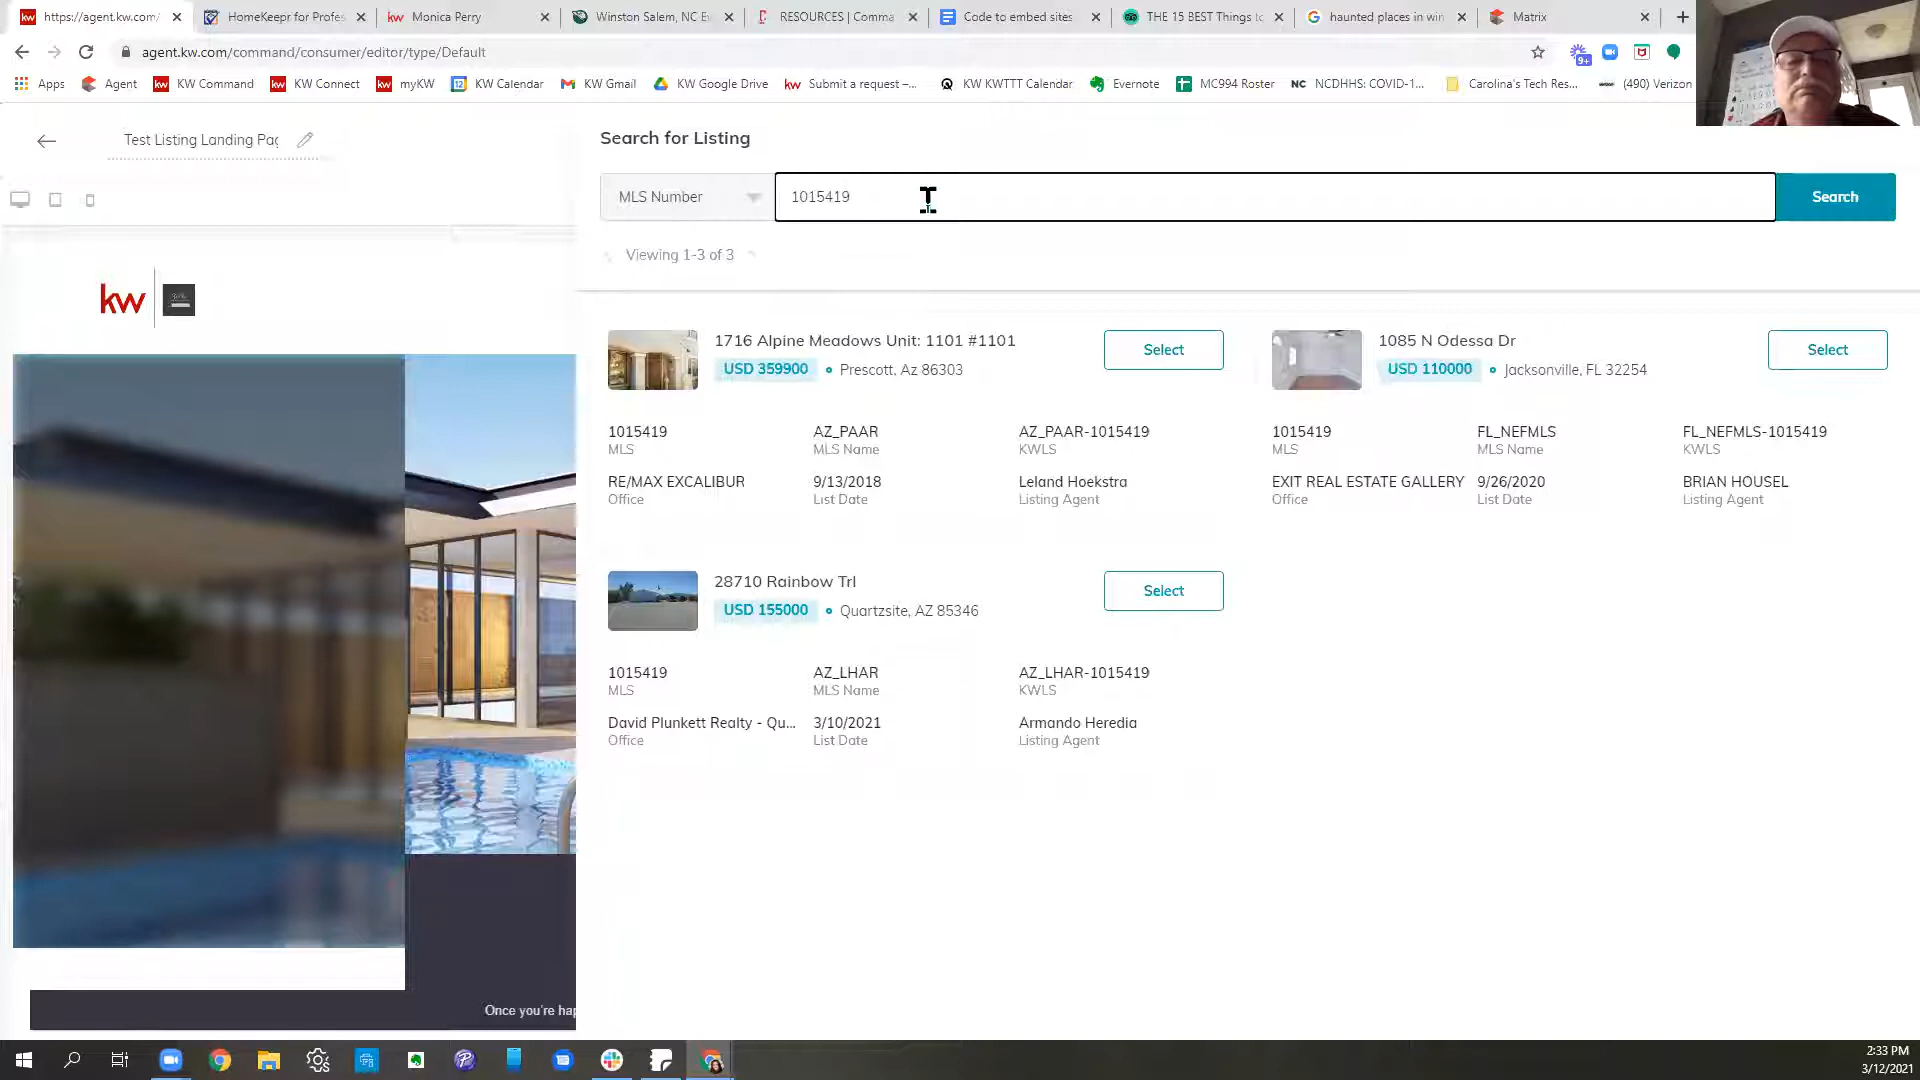 https://agent.kw.com/ HomeKeepr for Profes Monica Perry Winston Salem, NC Ev RESOURCES | Comma Code to embed sites THE 15 BEST Things to haunted places in win Matrix
agent.kw.com/command/consumer/editor/type/Default
9+
Apps Agent KW Command KW Connect myKW KW Calendar KW Gmail KW Google Drive Submit a request –... KW KWTTT Calendar Evernote MC994 Roster NCDHHS: COVID-1... Carolina's Tech Res... (490) Verizon
Test Listing Landing Pag
Search for Listing
MLS Number 1015419 Search
Viewing 1-3 of 3
kw
1716 Alpine Meadows Unit: 1101 #1101 Select
USD 359900 Prescott, Az 86303
1015419 AZ_PAAR AZ_PAAR-1015419
MLS MLS Name KWLS
RE/MAX EXCALIBUR 9/13/2018 Leland Hoekstra
Office List Date Listing Agent
1085 N Odessa Dr Select
USD 110000 Jacksonville, FL 32254
1015419 FL_NEFMLS FL_NEFMLS-1015419
MLS MLS Name KWLS
EXIT REAL ESTATE GALLERY 9/26/2020 BRIAN HOUSEL
Office List Date Listing Agent
28710 Rainbow Trl Select
USD 155000 Quartzsite, AZ 85346
1015419 AZ_LHAR AZ_LHAR-1015419
MLS MLS Name KWLS
David Plunkett Realty - Qu... 3/10/2021 Armando Heredia
Office List Date Listing Agent
Once you're hap
2:33 PM
3/12/2021